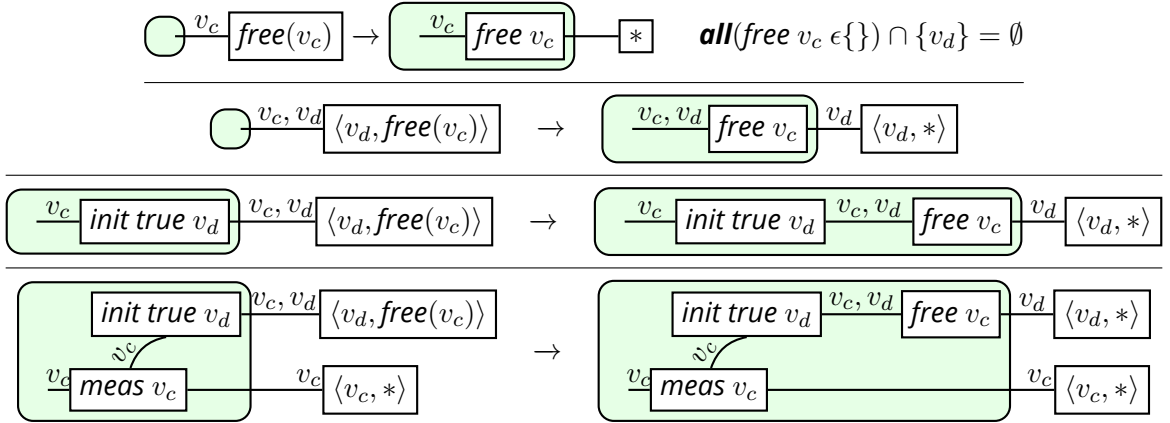 v_c free(v_c) → v_c free v_c * all(free v_c ϵ{}) ∩ {v_d} = ∅
v_c, v_d ⟨v_d, free(v_c)⟩ → v_c, v_d free v_c v_d ⟨v_d, *⟩
v_c init true v_d v_c, v_d ⟨v_d, free(v_c)⟩ → v_c init true v_d v_c, v_d free v_c v_d ⟨v_d, *⟩
init true v_d v_c, v_d ⟨v_d, free(v_c)⟩ init true v_d v_c, v_d free v_c v_d ⟨v_d, *⟩
v_c → v_c
v_c meas v_c v_c ⟨v_c, *⟩ v_c meas v_c v_c ⟨v_c, *⟩